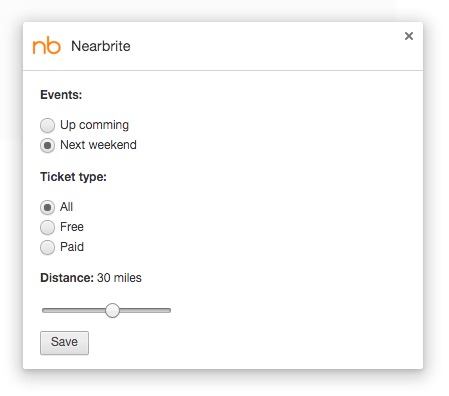 nb Nearbrite
×
Events:
Up comming
Next weekend
Ticket type:
All
Free
Paid
Distance: 30 miles
Save